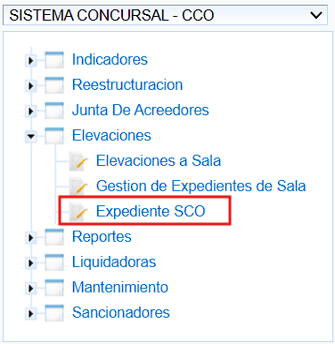 SISTEMA CONCURSAL - CCO
Indicadores
Reestructuracion
Junta De Acreedores
Elevaciones
Elevaciones a Sala
Gestion de Expedientes de Sala
Expediente SCO
Reportes
Liquidadoras
Mantenimiento
Sancionadores